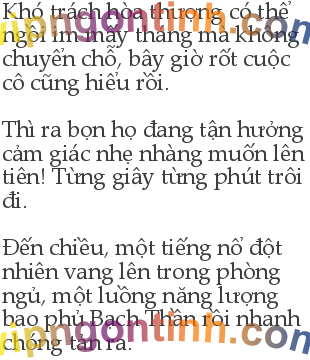 Khó trách hòa thượng có thể
ngồi im mấy tháng mà không
chuyển chỗ, bây giờ rốt cuộc
cô cũng hiểu rồi.
Thì ra bọn họ đang tận hưởng
cảm giác nhẹ nhàng muốn lên
tiên! Từng giây từng phút trôi
đi.
Đến chiều, một tiếng nổ đột
nhiên vang lên trong phòng
ngủ, một luồng năng lượng
bao phủ Bạch Thần rồi nhanh
chóng tản ra.
vipngontinh.com
vipngontinh.com